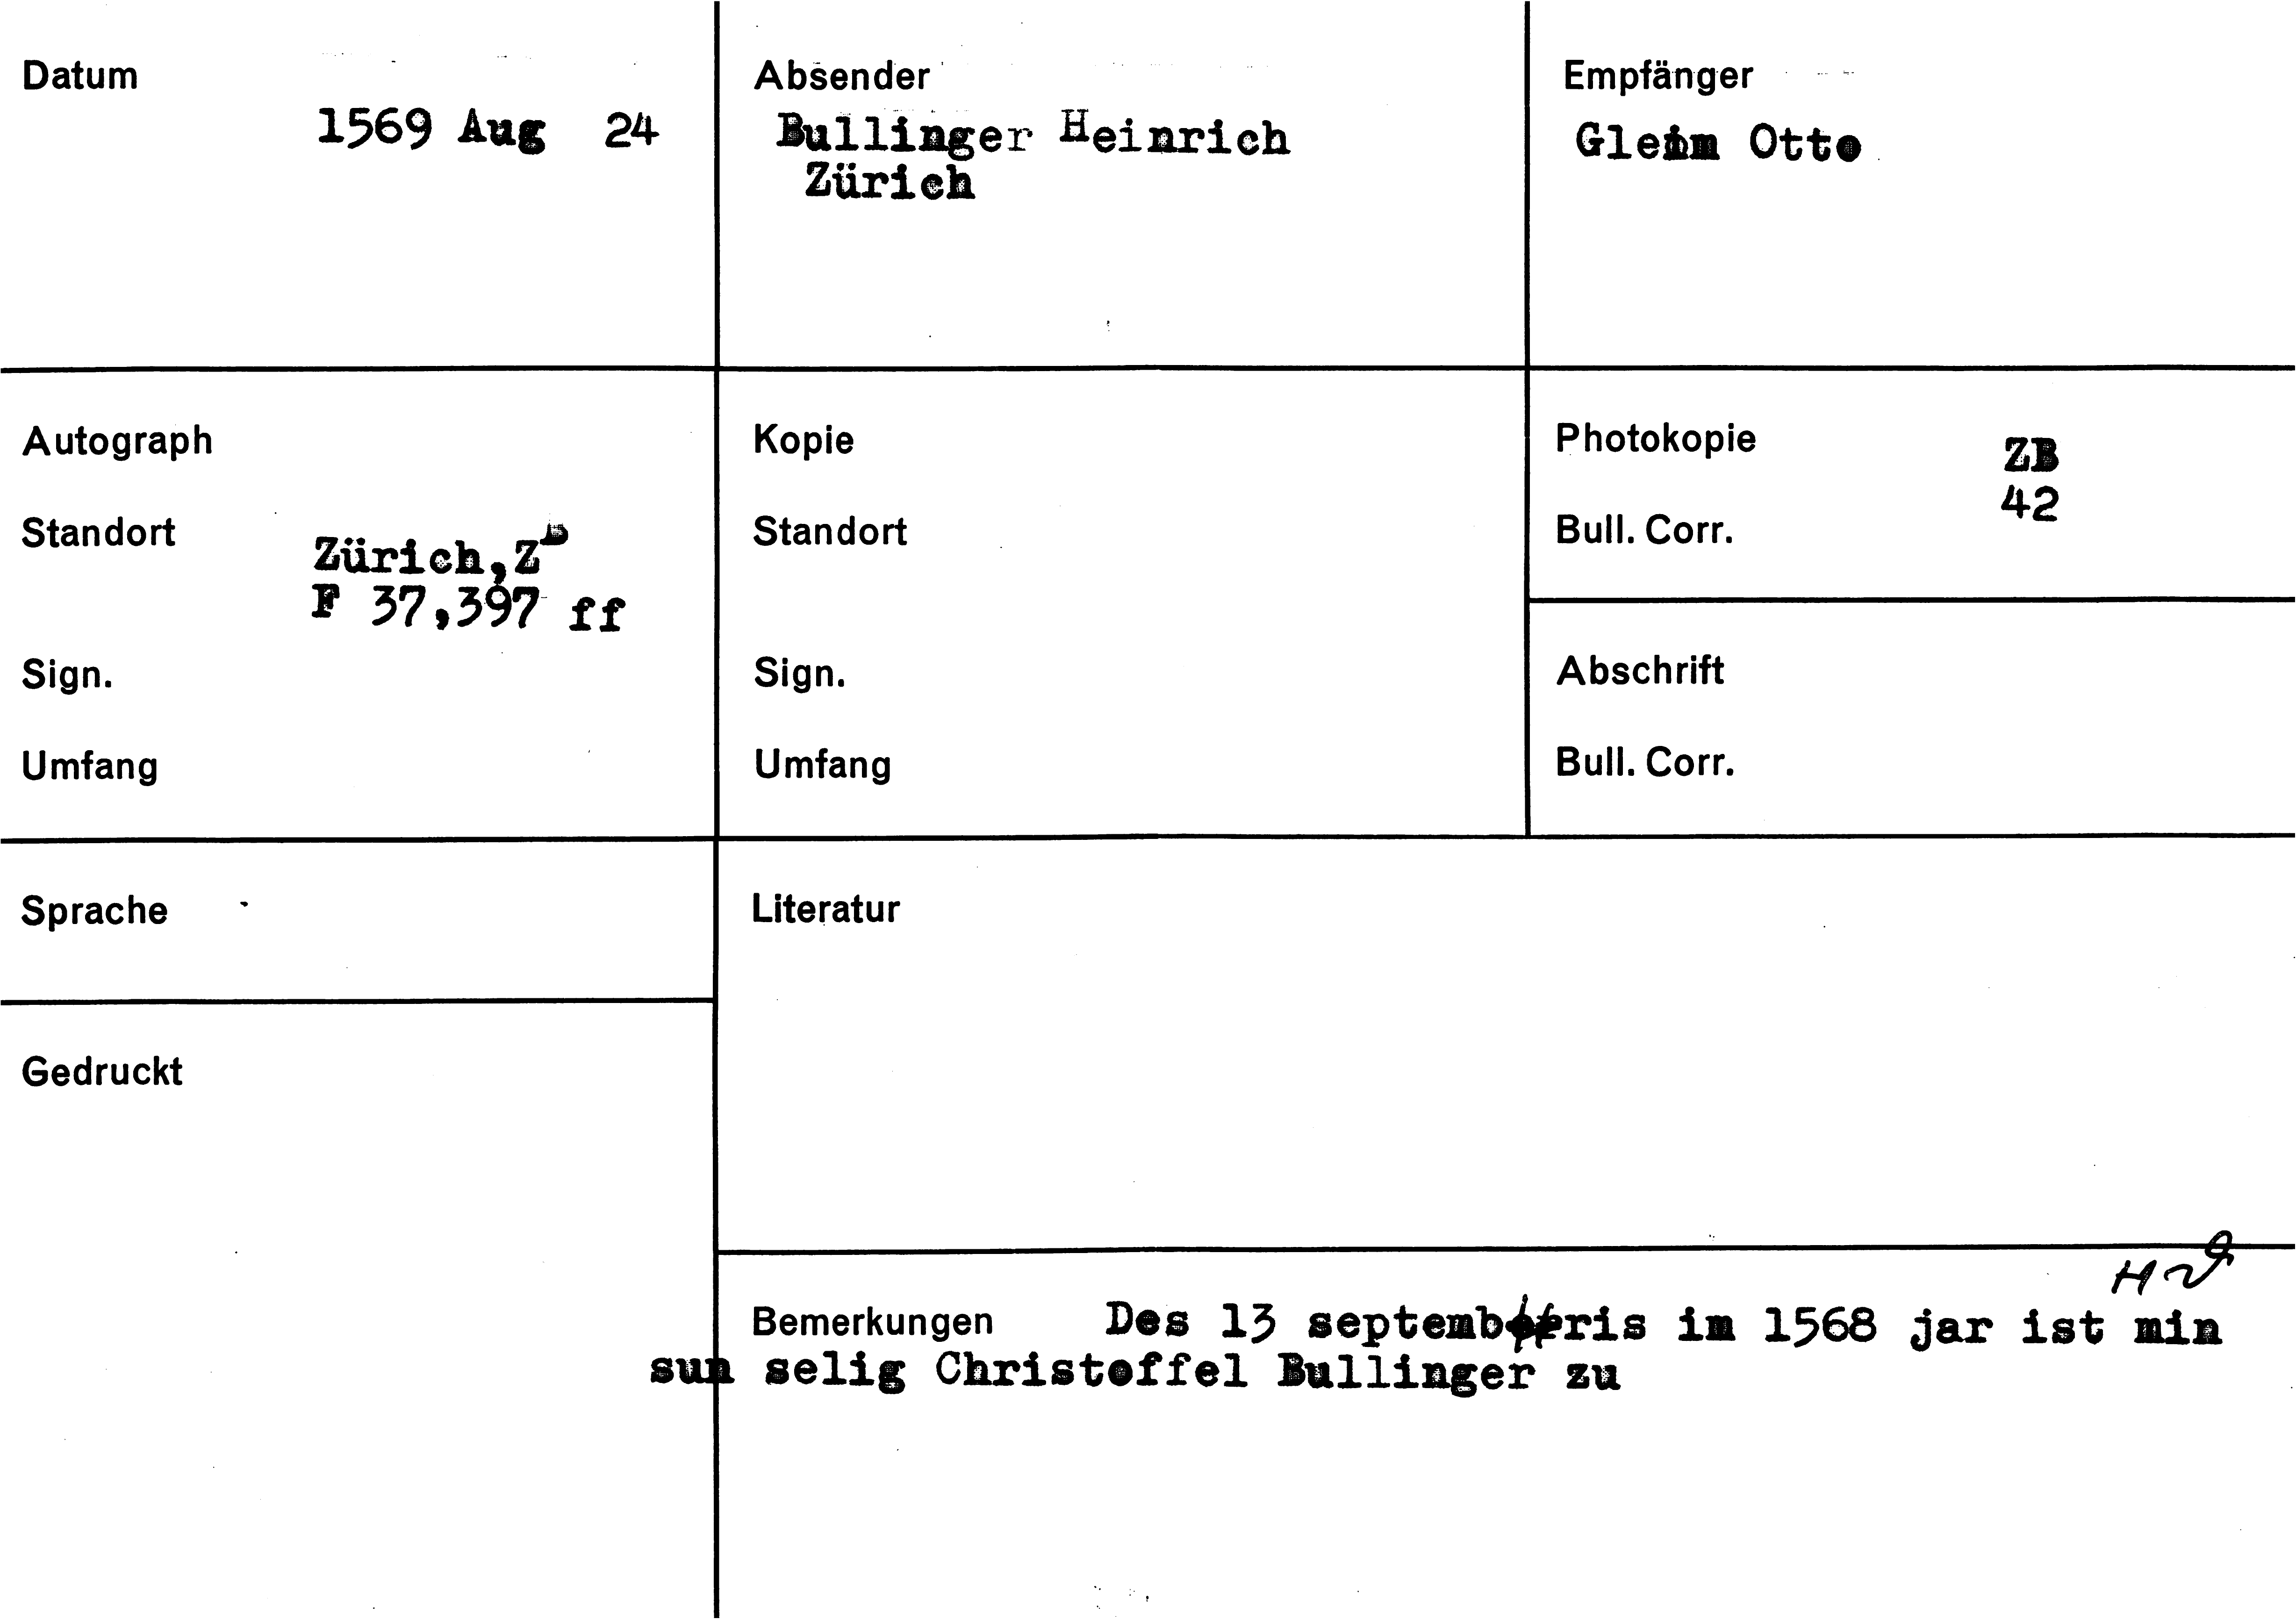 Datum
1569 Aug 24
Absender
Bullinger Heinrich
Zürich
Empfänger
Gleim Otto
Autograph
Standort
Zürich, ZB
F 37,397 ff
Sign.
Umfang
Kopie
Standort
Sign.
Umfang
Photokopie
ZB
42
Bull. Corr.
Abschrift
Bull. Corr.
Sprache
Literatur
Gedruckt
Bemerkungen Des 13 septembris im 1568 jar ist min
sun selig Christoffel Bullinger zu